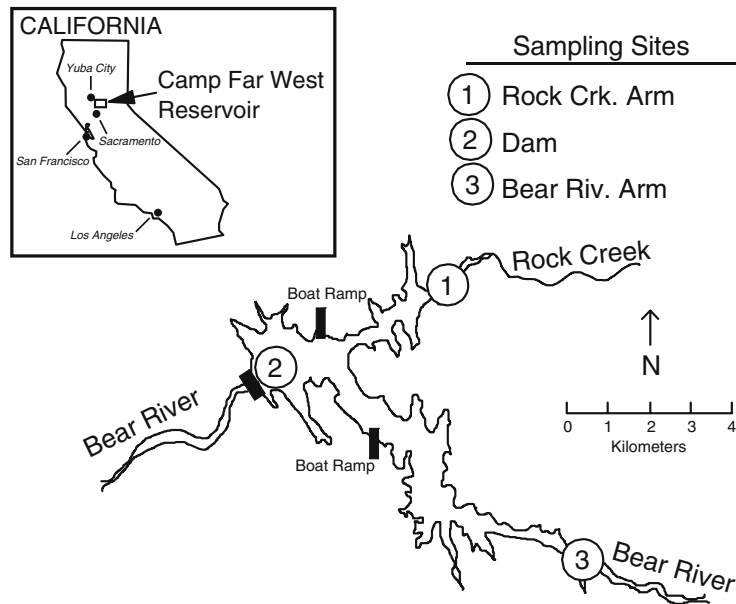 CALIFORNIA
Yuba City
Camp Far West
Reservoir
Sacramento
San Francisco
Los Angeles
Sampling Sites
1 Rock Crk. Arm
2 Dam
3 Bear Riv. Arm
Rock Creek
1
Boat Ramp
N
2
Bear River
0 1 2 3 4
Kilometers
Boat Ramp
3
Bear River